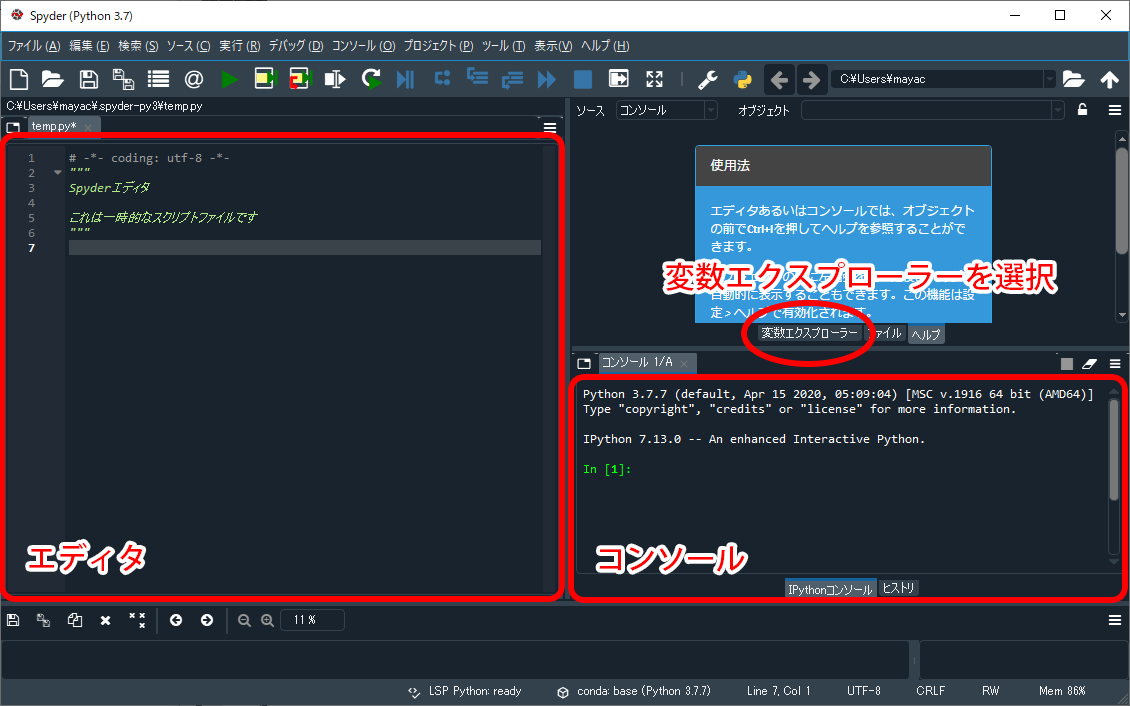 Spyder (Python 3.7)
ファイル (A) 編集 (E) 検索 (S) ソース (C) 実行 (R) デバッグ (D) コンソール (O) プロジェクト (P) ツール (T) 表示(V) ヘルプ (H)
C:¥Users¥mayac
C:¥Users¥mayac¥.spyder-py3¥temp.py
temp.py*
1 # -*- coding: utf-8 -*-
2 """
3 Spyderエディタ
4
5 これは一時的なスクリプトファイルです
6 """
7
エディタ
ソース コンソール オブジェクト
使用法
エディタあるいはコンソールでは、オブジェクト
の前でCtrl+Iを押してヘルプを参照することがで
きます。
変数エクスプローラーを選択
自動的に表示することもできます。この機能は設
定 > ヘルプ で有効化されます。
変数エクスプローラー ァイル ヘルプ
コンソール 1/A
Python 3.7.7 (default, Apr 15 2020, 05:09:04) [MSC v.1916 64 bit (AMD64)]
Type "copyright", "credits" or "license" for more information.
IPython 7.13.0 -- An enhanced Interactive Python.
In [1]:
コンソール
IPythonコンソール ヒストリ
11 %
LSP Python: ready conda: base (Python 3.7.7) Line 7, Col 1 UTF-8 CRLF RW Mem 86%